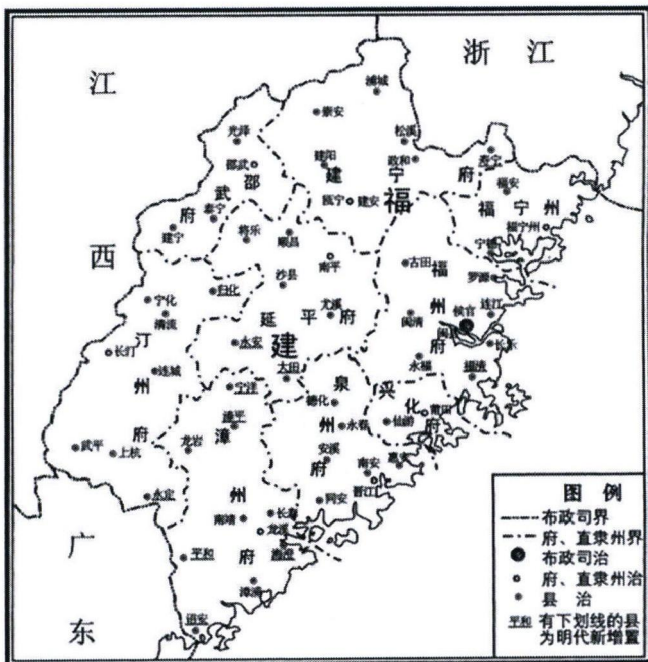 浙江
江
西
广
东
福
建
浦城
崇安
松溪
光泽
建阳
政和
寿宁
邵武
建宁府
福安
瓯宁
建安
福宁州
福宁州
邵武府
泰宁
建宁
将乐
顺昌
宁德
南平
古田
福州府
罗源
沙县
宁化
归化
清流
尤溪
连江
侯官
闽清
闽县
延平府
长汀
永安
长乐
汀州府
连城
大田
永福
福清
宁洋
泉州府
德化
兴化府
莆田
仙游
漳平
永春
龙岩
安溪
武平
上杭
惠安
南安
晋江
同安
永定
漳州府
南靖
长泰
龙溪
海澄
平和
漳浦
诏安
图例
布政司界
府、直隶州界
布政司治
府、直隶州治
县治
平和 有下划线的县
为明代新增置